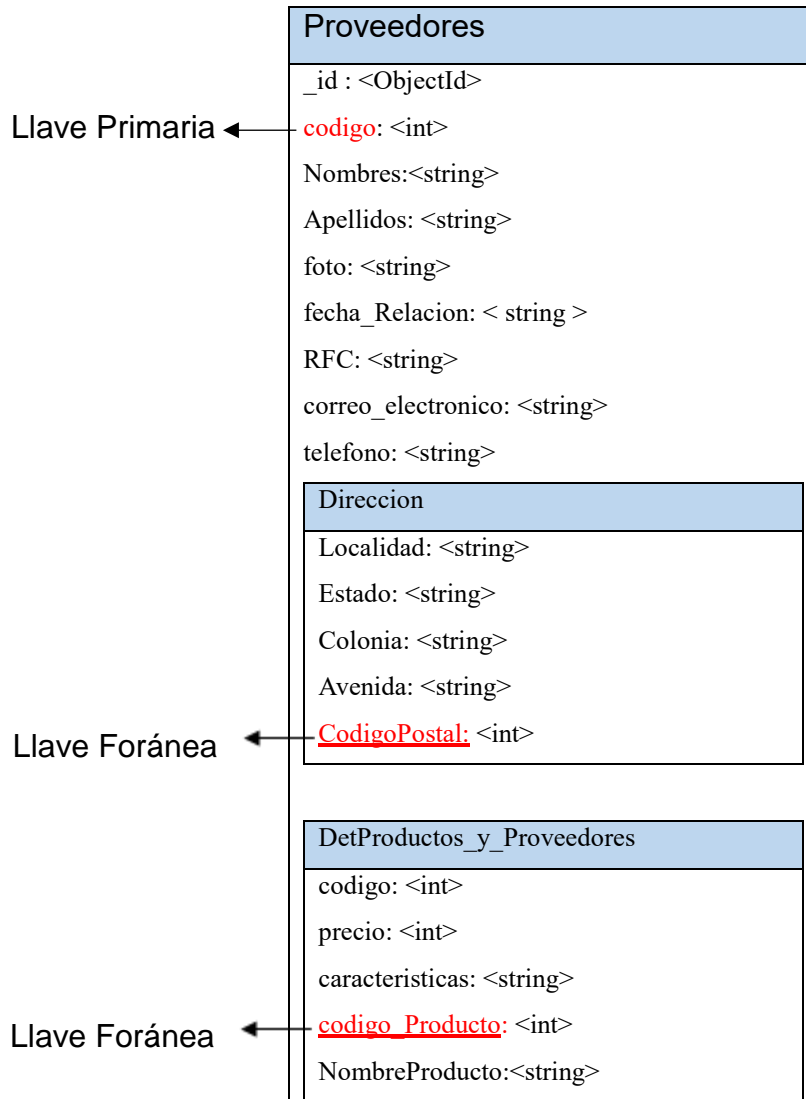 Proveedores
_id : <ObjectId>
Llave Primaria
codigo: <int>
Nombres:<string>
Apellidos: <string>
foto: <string>
fecha_Relacion: < string >
RFC: <string>
correo_electronico: <string>
telefono: <string>
Direccion
Localidad: <string>
Estado: <string>
Colonia: <string>
Avenida: <string>
Llave Foránea
CodigoPostal: <int>
DetProductos_y_Proveedores
codigo: <int>
precio: <int>
caracteristicas: <string>
Llave Foránea
codigo_Producto: <int>
NombreProducto:<string>